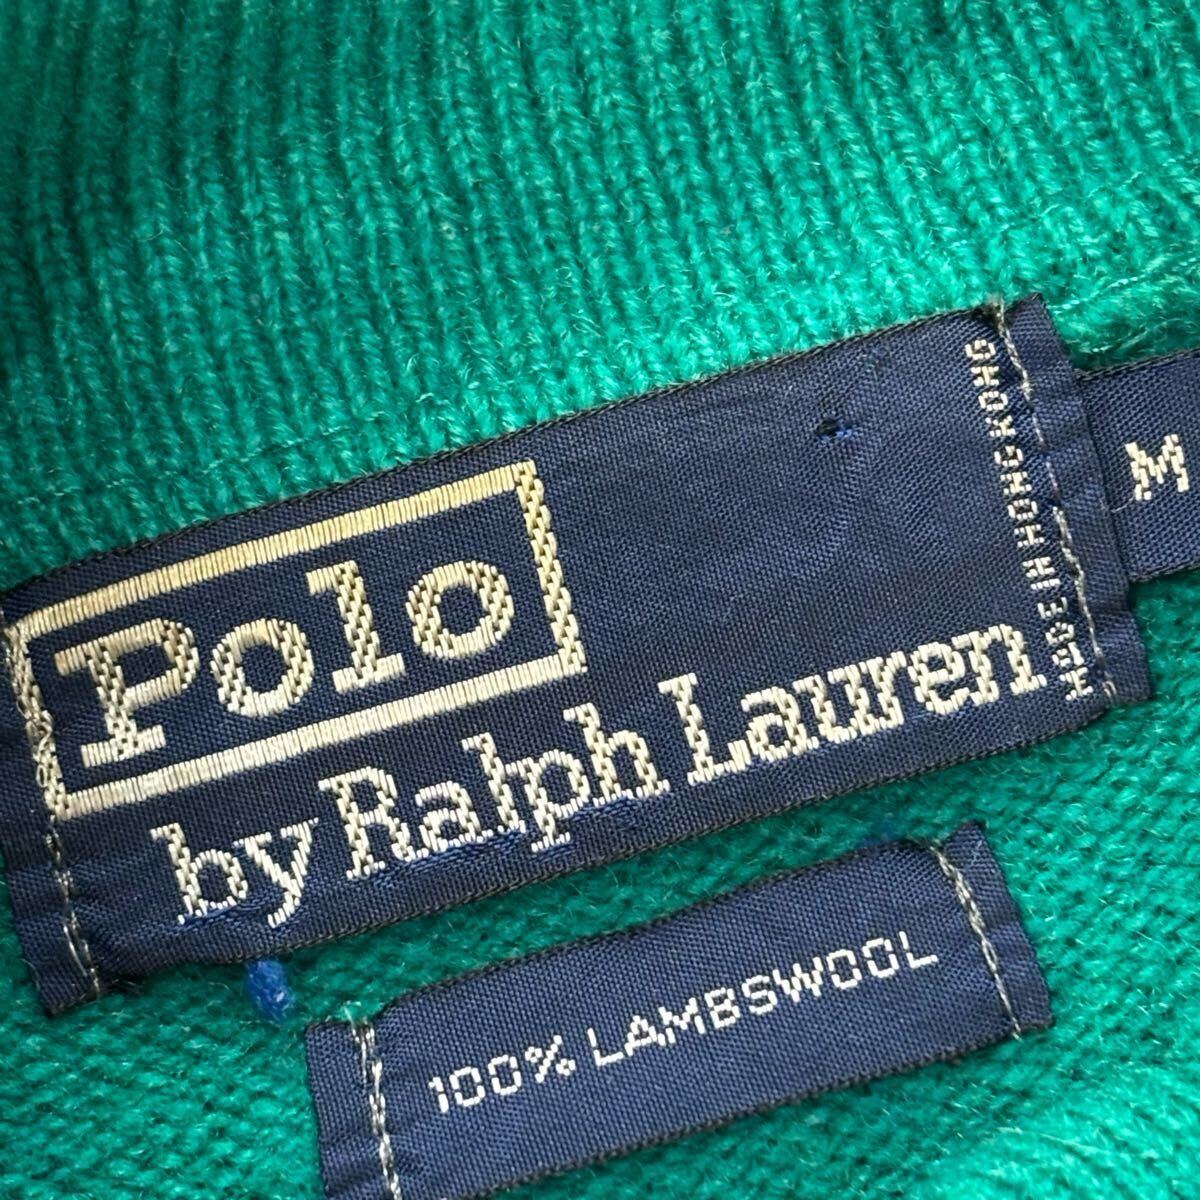 Polo
by Ralph Lauren
MADE IN HONG KONG
M
100% LAMBSWOOL